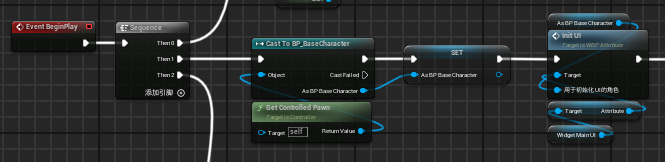 Event BeginPlay
Sequence
Then 0
Then 1
Then 2
添加引脚
Cast To BP_BaseCharacter
Object
Cast Failed
As BP Base Character
Get Controlled Pawn
Target is Controller
Target
self
Return Value
SET
As BP Base Character
As BP Base Character
Init UI
Target is WBP Attribute
Target
用于初始化 UI的角色
Target
Attribute
Widget Main UI